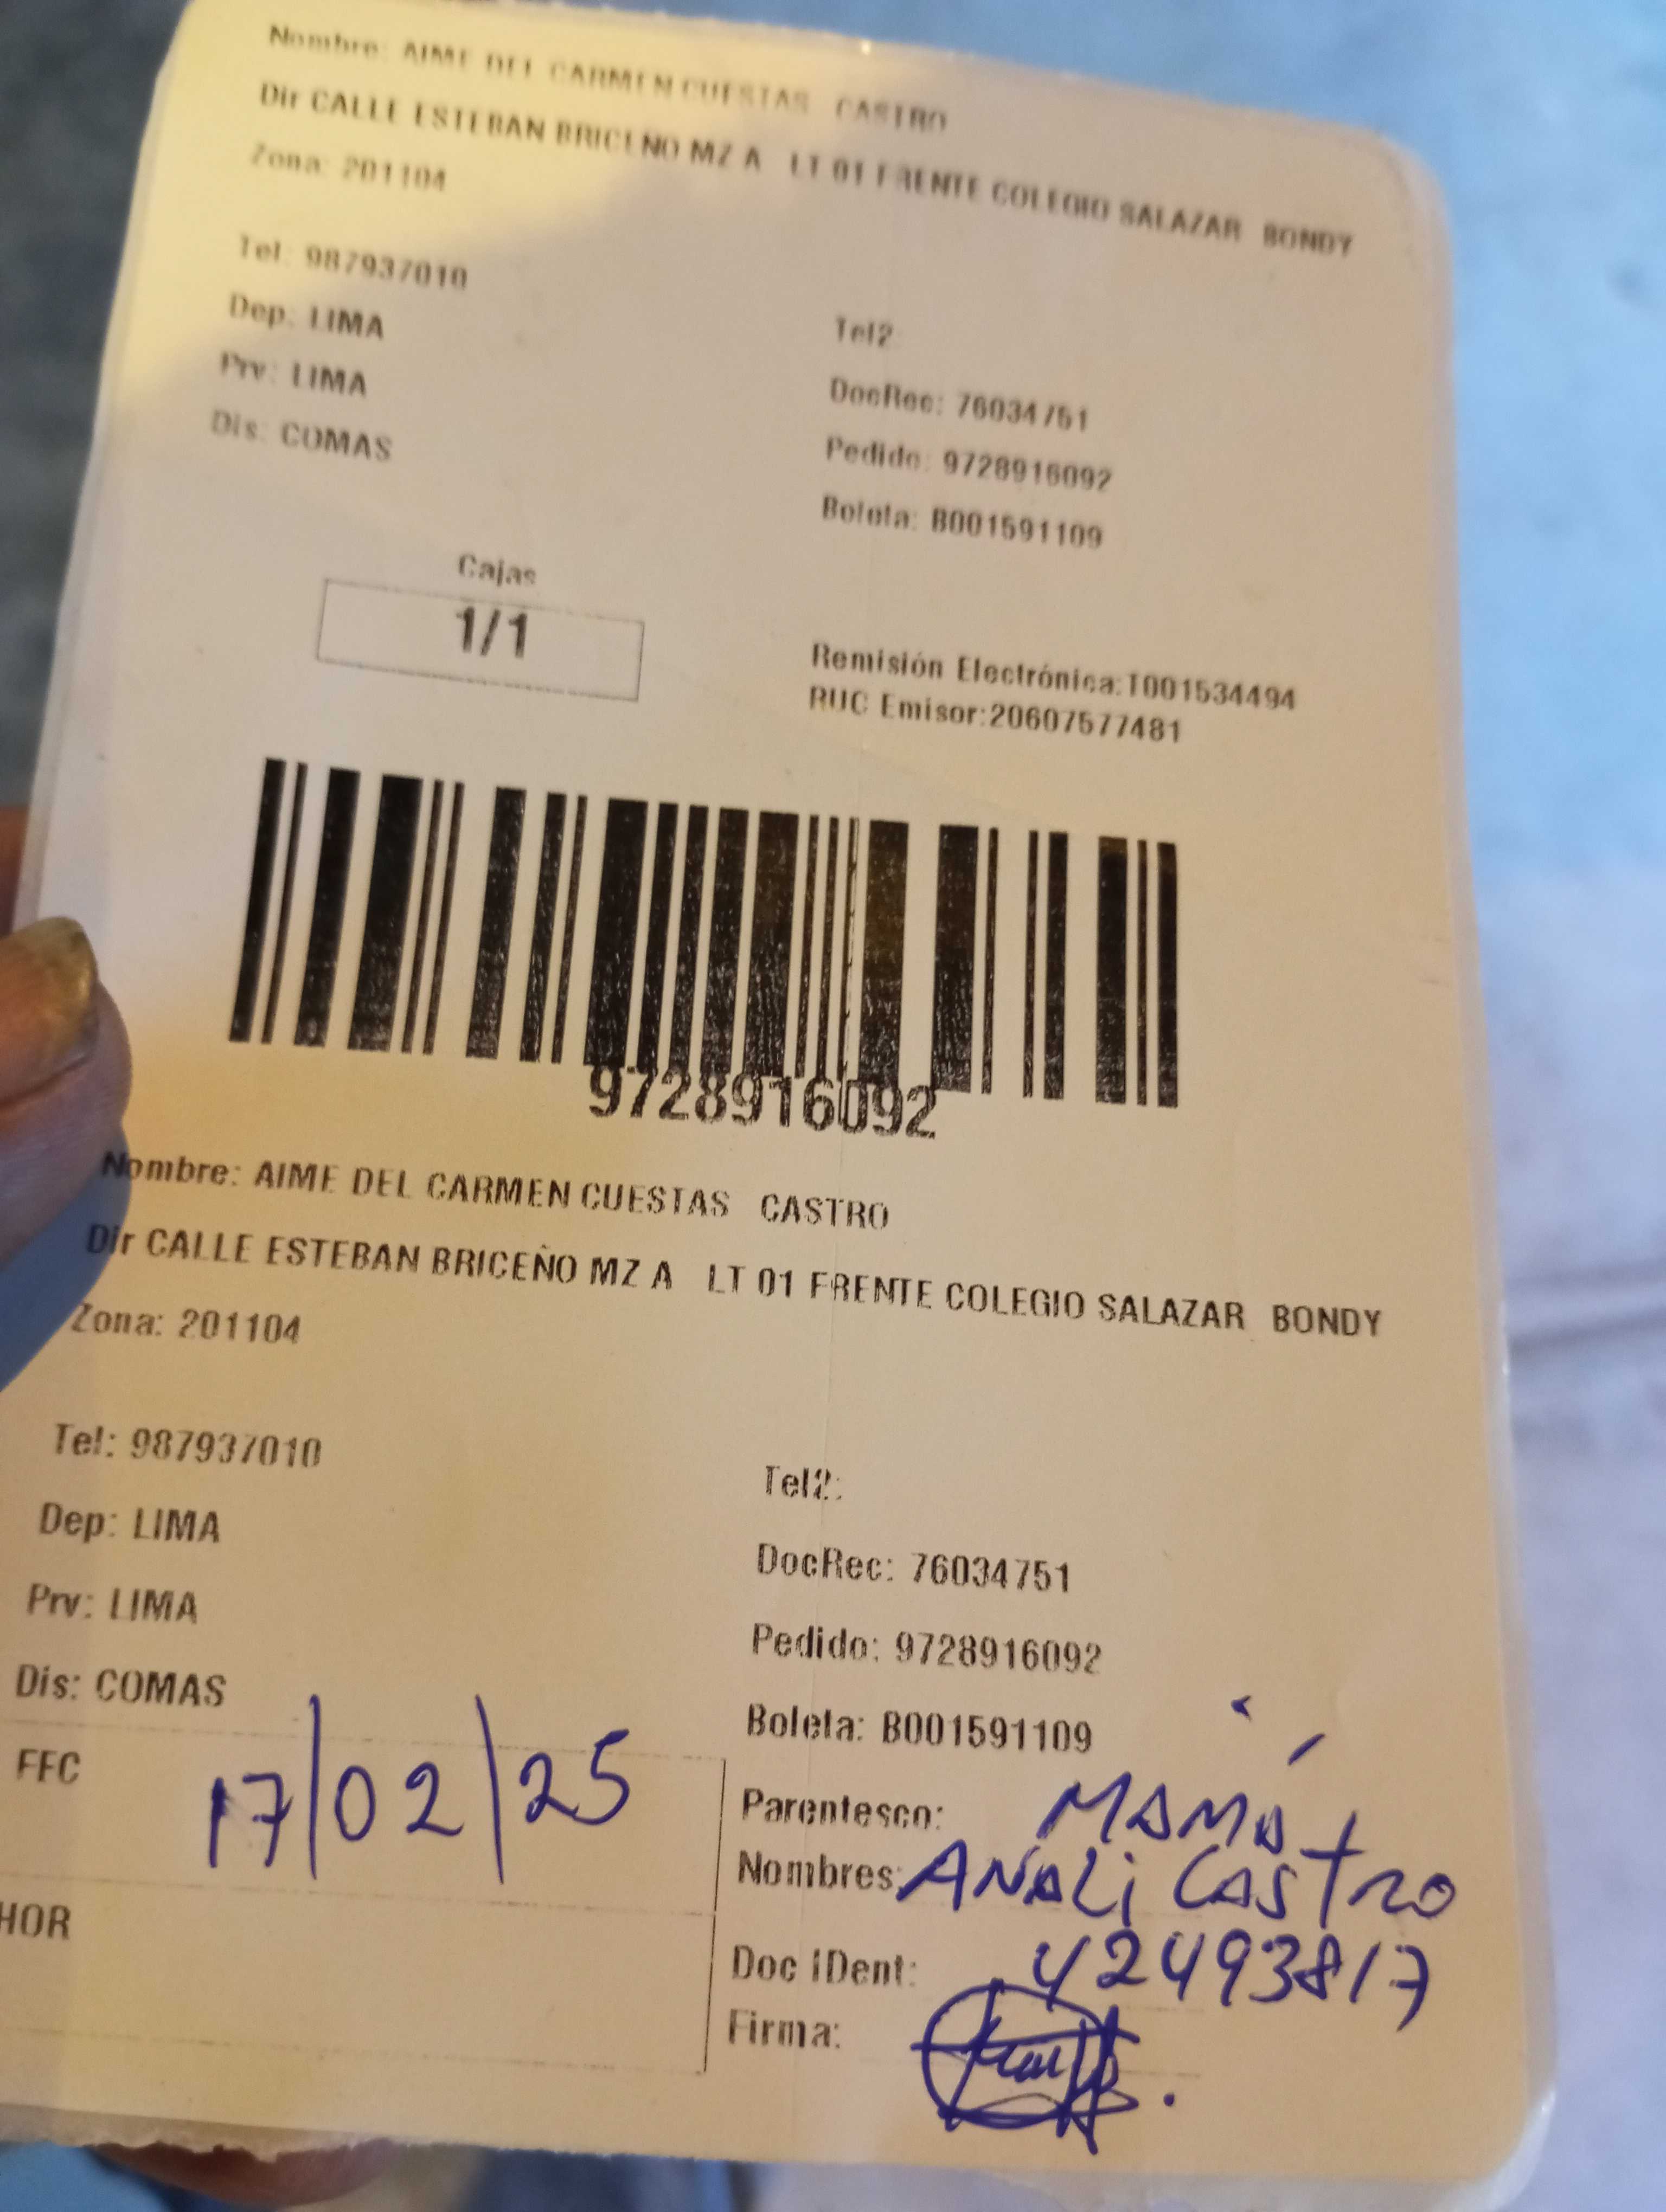 Nombre: AIME DEL CARMEN CUESTAS CASTRO
Dir CALLE ESTEBAN BRICEÑO MZ A LT 01 FRENTE COLEGIO SALAZAR BONDY
Zona: 201104
Tel: 987937010
Dep: LIMA
Tel2:
Prv: LIMA
DocRec: 76034751
Dis: COMAS
Pedido: 9728916092
Boleta: B001591109
Cajas
1/1
Remisión Electrónica:T001534494
RUC Emisor:20607577481
9728916092
Nombre: AIME DEL CARMEN CUESTAS CASTRO
Dir CALLE ESTEBAN BRICEÑO MZ A LT 01 FRENTE COLEGIO SALAZAR BONDY
Zona: 201104
Tel: 987937010
Tel2:
Dep: LIMA
DocRec: 76034751
Prv: LIMA
Pedido: 9728916092
Dis: COMAS
Boleta: B001591109
FFC 17/02/25
Parentesco: MAMÁ
Nombres: ANALI CASTRO
HOR
Doc IDent: 42493817
Firma: